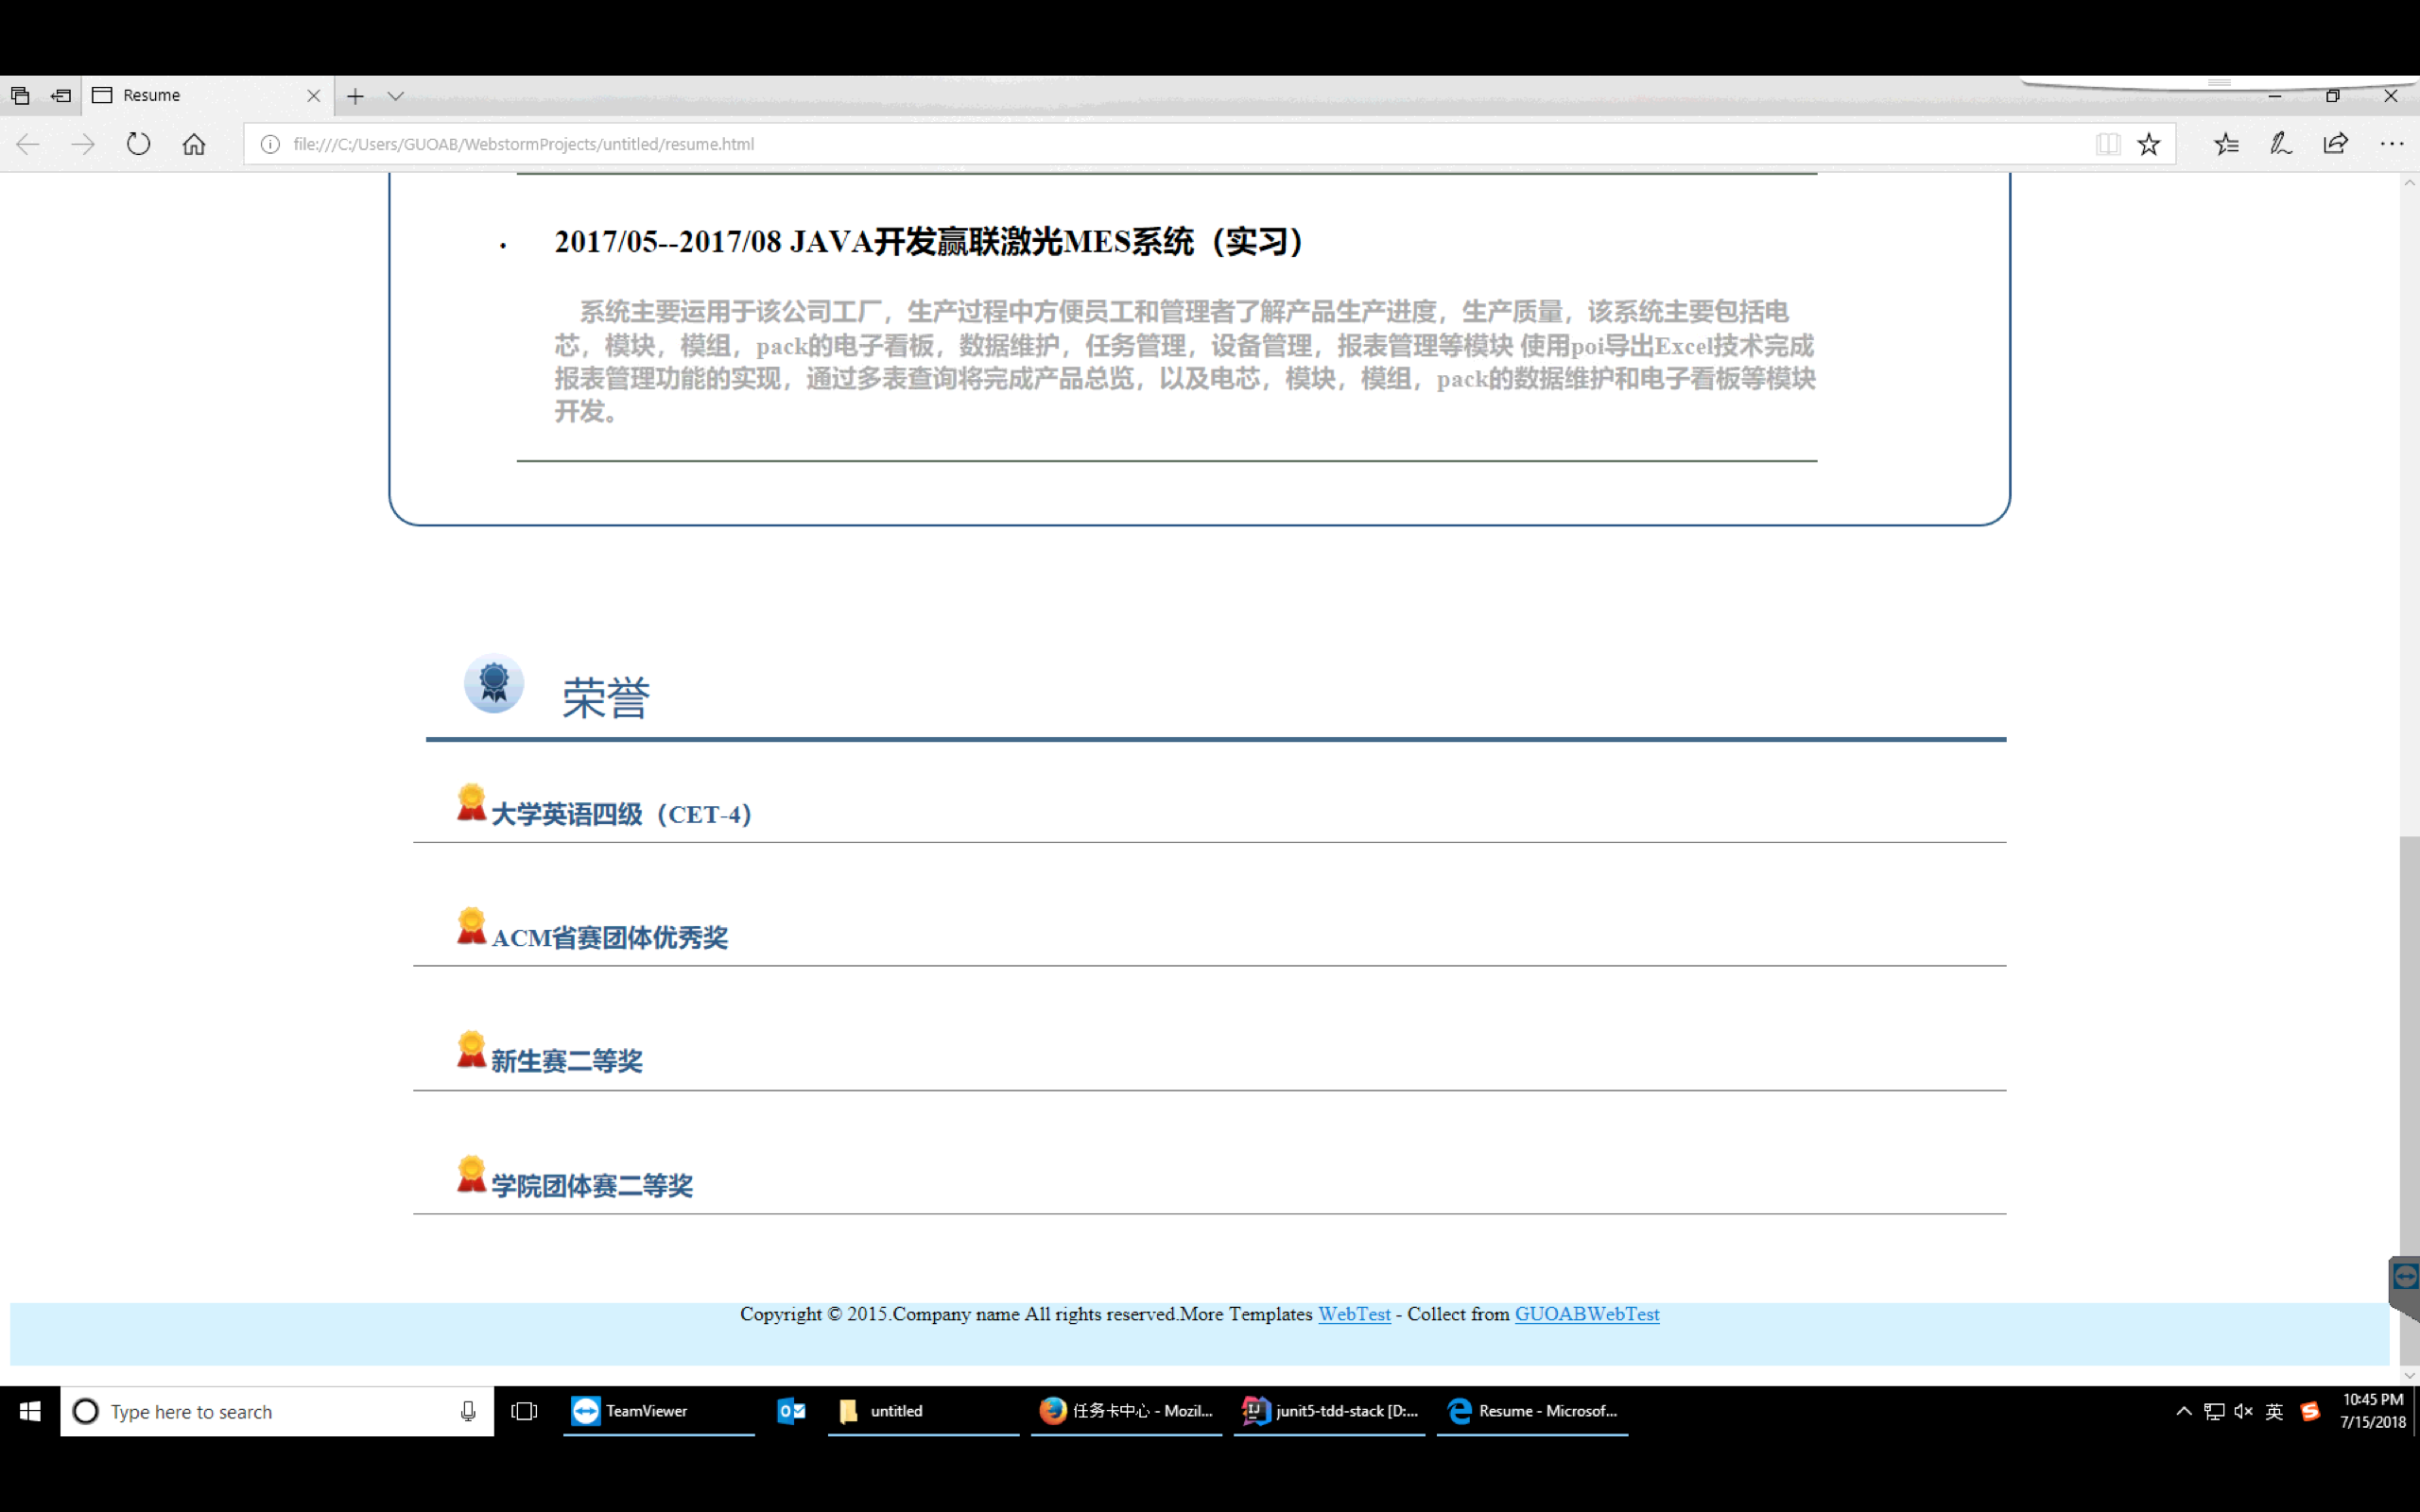 Resume
file:///C:/Users/GUOAB/WebstormProjects/untitled/resume.html
2017/05--2017/08 JAVA开发赢联激光MES系统（实习）
系统主要运用于该公司工厂，生产过程中方便员工和管理者了解产品生产进度，生产质量，该系统主要包括电
芯，模块，模组，pack的电子看板，数据维护，任务管理，设备管理，报表管理等模块 使用poi导出Excel技术完成
报表管理功能的实现，通过多表查询将完成产品总览，以及电芯，模块，模组，pack的数据维护和电子看板等模块
开发。
荣誉
大学英语四级（CET-4）
ACM省赛团体优秀奖
新生赛二等奖
学院团体赛二等奖
Copyright © 2015.Company name All rights reserved.More Templates WebTest - Collect from GUOABWebTest
Type here to search
TeamViewer
untitled
任务卡中心 - Mozil...
junit5-tdd-stack [D:...
Resume - Microsof...
英
10:45 PM
7/15/2018